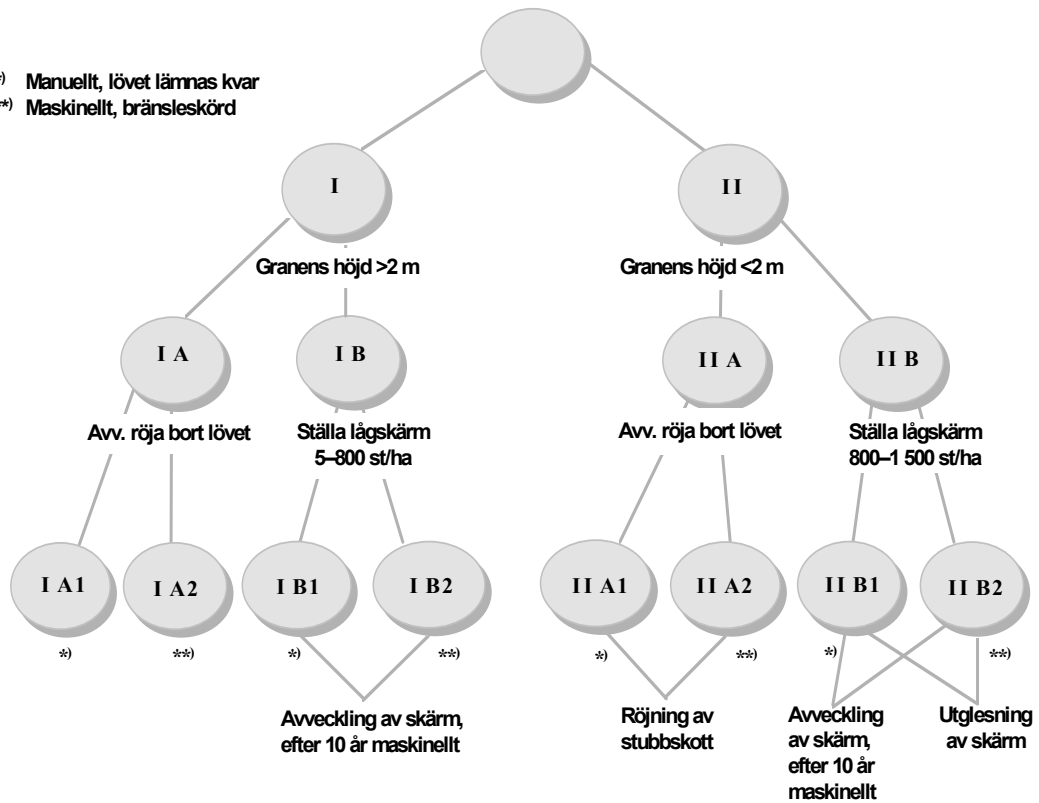 *) Manuellt, lövet lämnas kvar
**) Maskinellt, bränsleskörd
I
II
Granens höjd >2 m
Granens höjd <2 m
I A
I B
II A
II B
Avv. röja bort lövet
Ställa lågskärm
5–800 st/ha
Avv. röja bort lövet
Ställa lågskärm
800–1 500 st/ha
I A1
I A2
I B1
I B2
II A1
II A2
II B1
II B2
*)
**)
*)
**)
*)
**)
*)
**)
Avveckling av skärm,
efter 10 år maskinellt
Röjning av
stubbskott
Avveckling
av skärm,
efter 10 år
maskinellt
Utglesning
av skärm